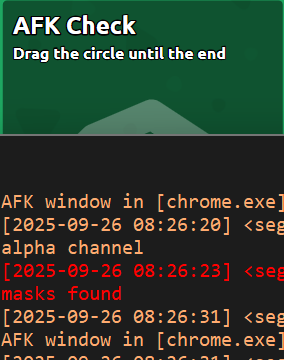 AFK Check
Drag the circle until the end
AFK window in [chrome.exe]
[2025-09-26 08:26:20] <seg
alpha channel
[2025-09-26 08:26:23] <seg
masks found
[2025-09-26 08:26:31] <seg
AFK window in [chrome.exe]